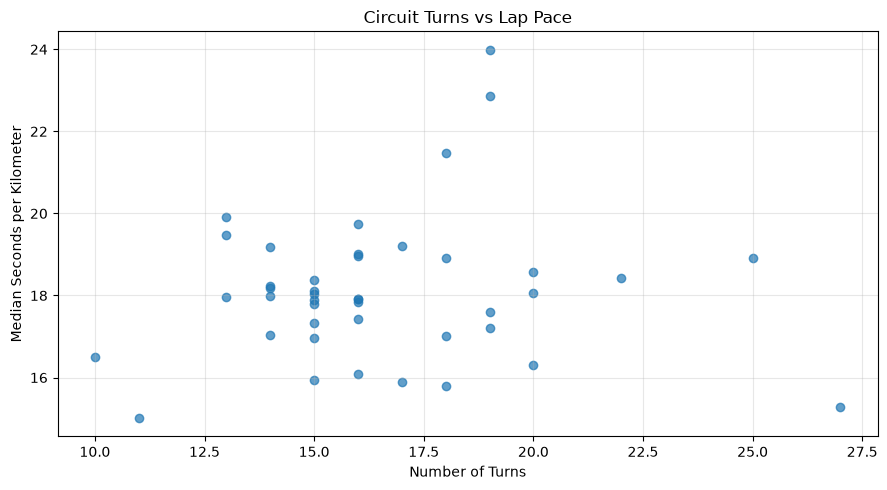 Circuit Turns vs Lap Pace
Median Seconds per Kilometer
24
22
20
18
16
10.0 12.5 15.0 17.5 20.0 22.5 25.0 27.5
Number of Turns